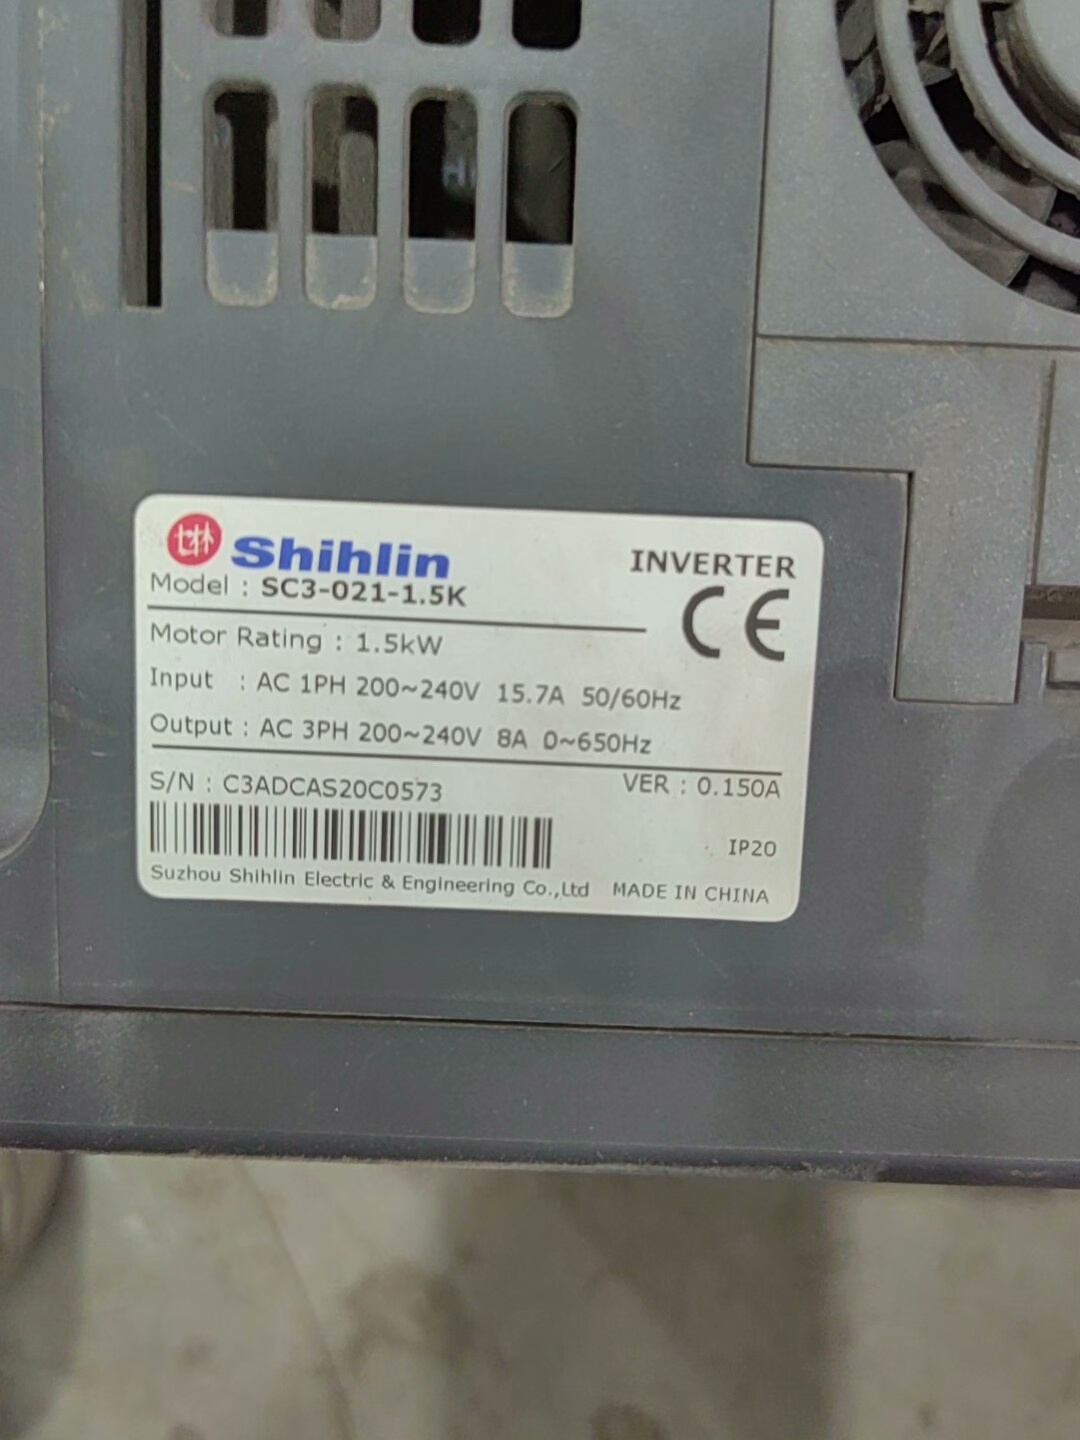 Shihlin
INVERTER
Model : SC3-021-1.5K
CE
Motor Rating : 1.5kW
Input : AC 1PH 200~240V 15.7A 50/60Hz
Output : AC 3PH 200~240V 8A 0~650Hz
S/N : C3ADCAS20C0573 VER : 0.150A
IP20
Suzhou Shihlin Electric & Engineering Co.,Ltd MADE IN CHINA